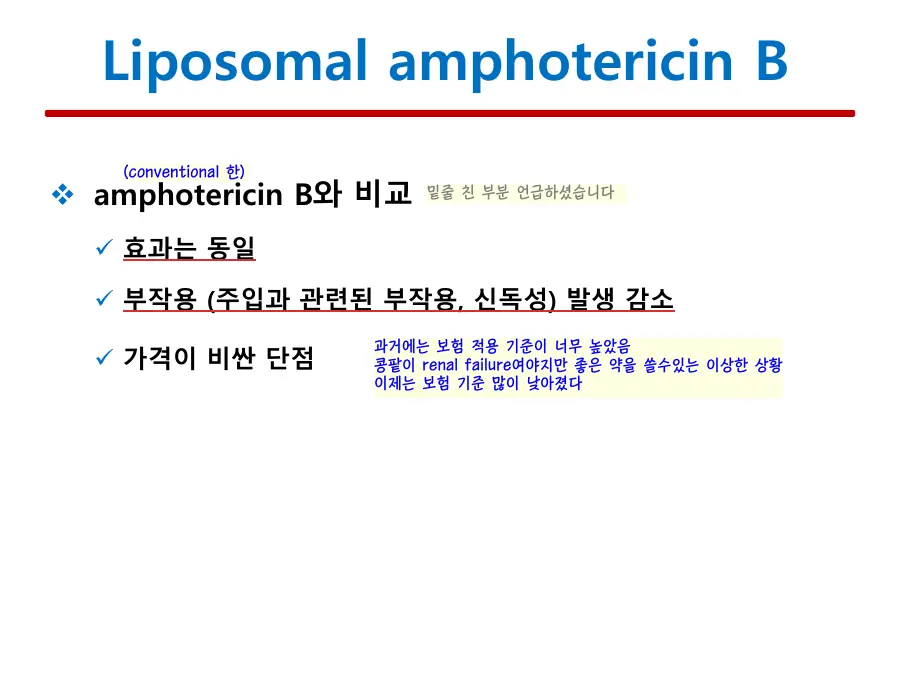 Liposomal amphotericin B
(conventional 한)
❖ amphotericin B와 비교 밑줄 친 부분 언급하셨습니다
✓ 효과는 동일
✓ 부작용 (주입과 관련된 부작용, 신독성) 발생 감소
✓ 가격이 비싼 단점
과거에는 보험 적용 기준이 너무 높았음
콩팥이 renal failure여야지만 좋은 약을 쓸수있는 이상한 상황
이제는 보험 기준 많이 낮아졌다